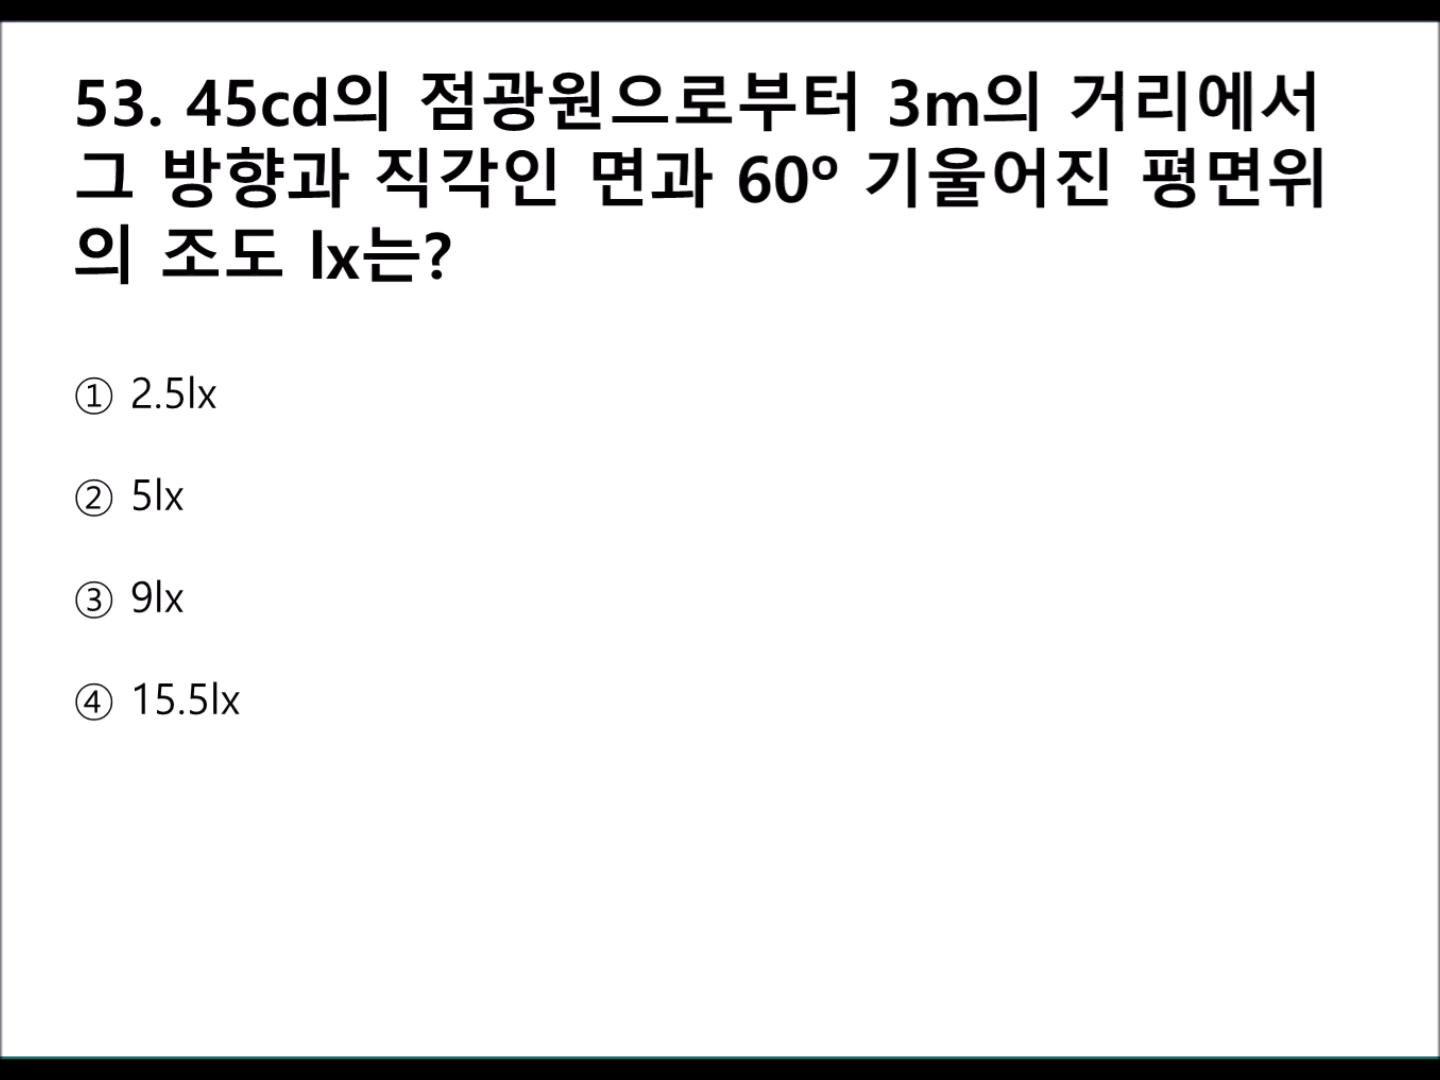 53. 45cd의 점광원으로부터 3m의 거리에서
그 방향과 직각인 면과 60º 기울어진 평면위
의 조도 lx는?
① 2.5lx
② 5lx
③ 9lx
④ 15.5lx